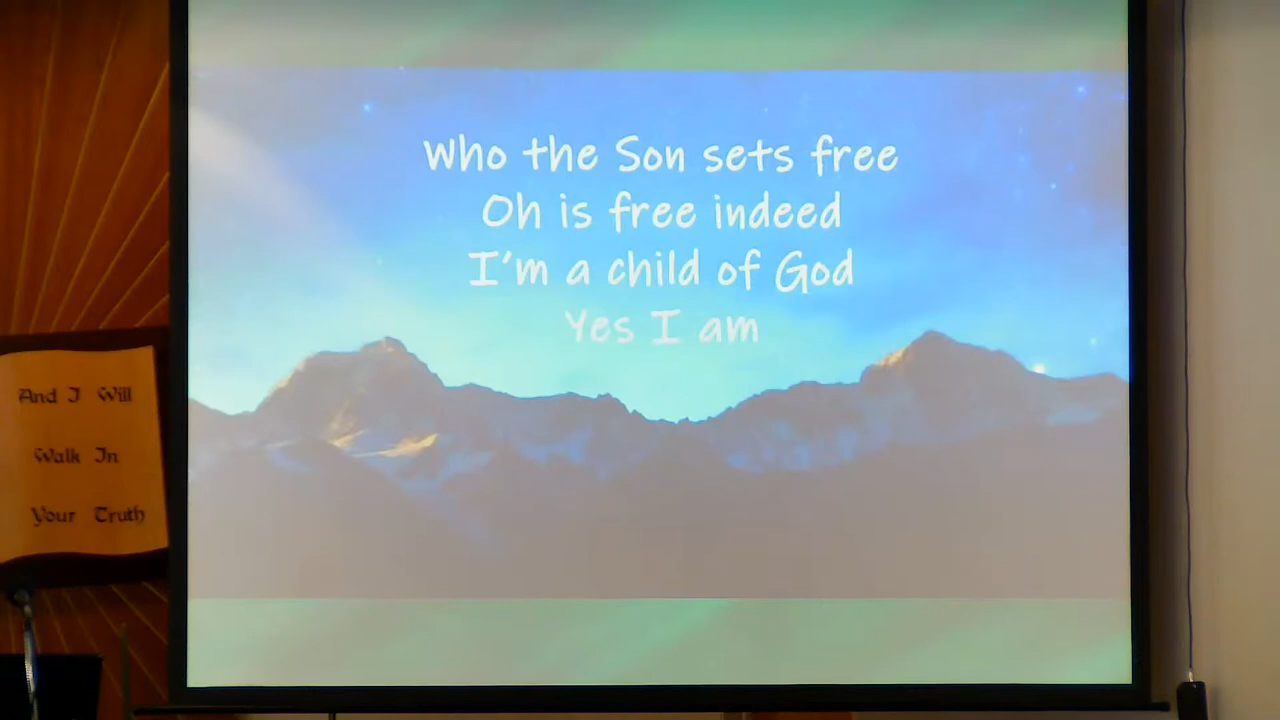 Who the Son sets free
Oh is free indeed
I'm a child of God
Yes I am
And I Will
Walk In
Your Truth